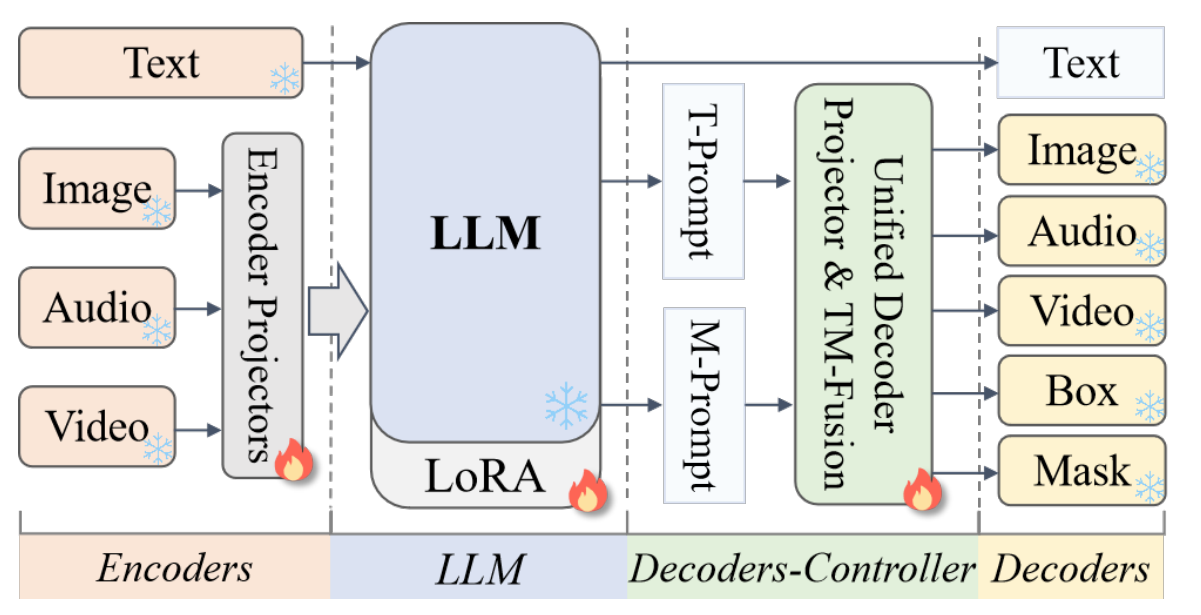 Text
Image
Audio
Video
Encoder Projectors
LLM
LoRA
T-Prompt
M-Prompt
Unified Decoder
Projector & TM-Fusion
Text
Image
Audio
Video
Box
Mask
Encoders
LLM
Decoders-Controller
Decoders